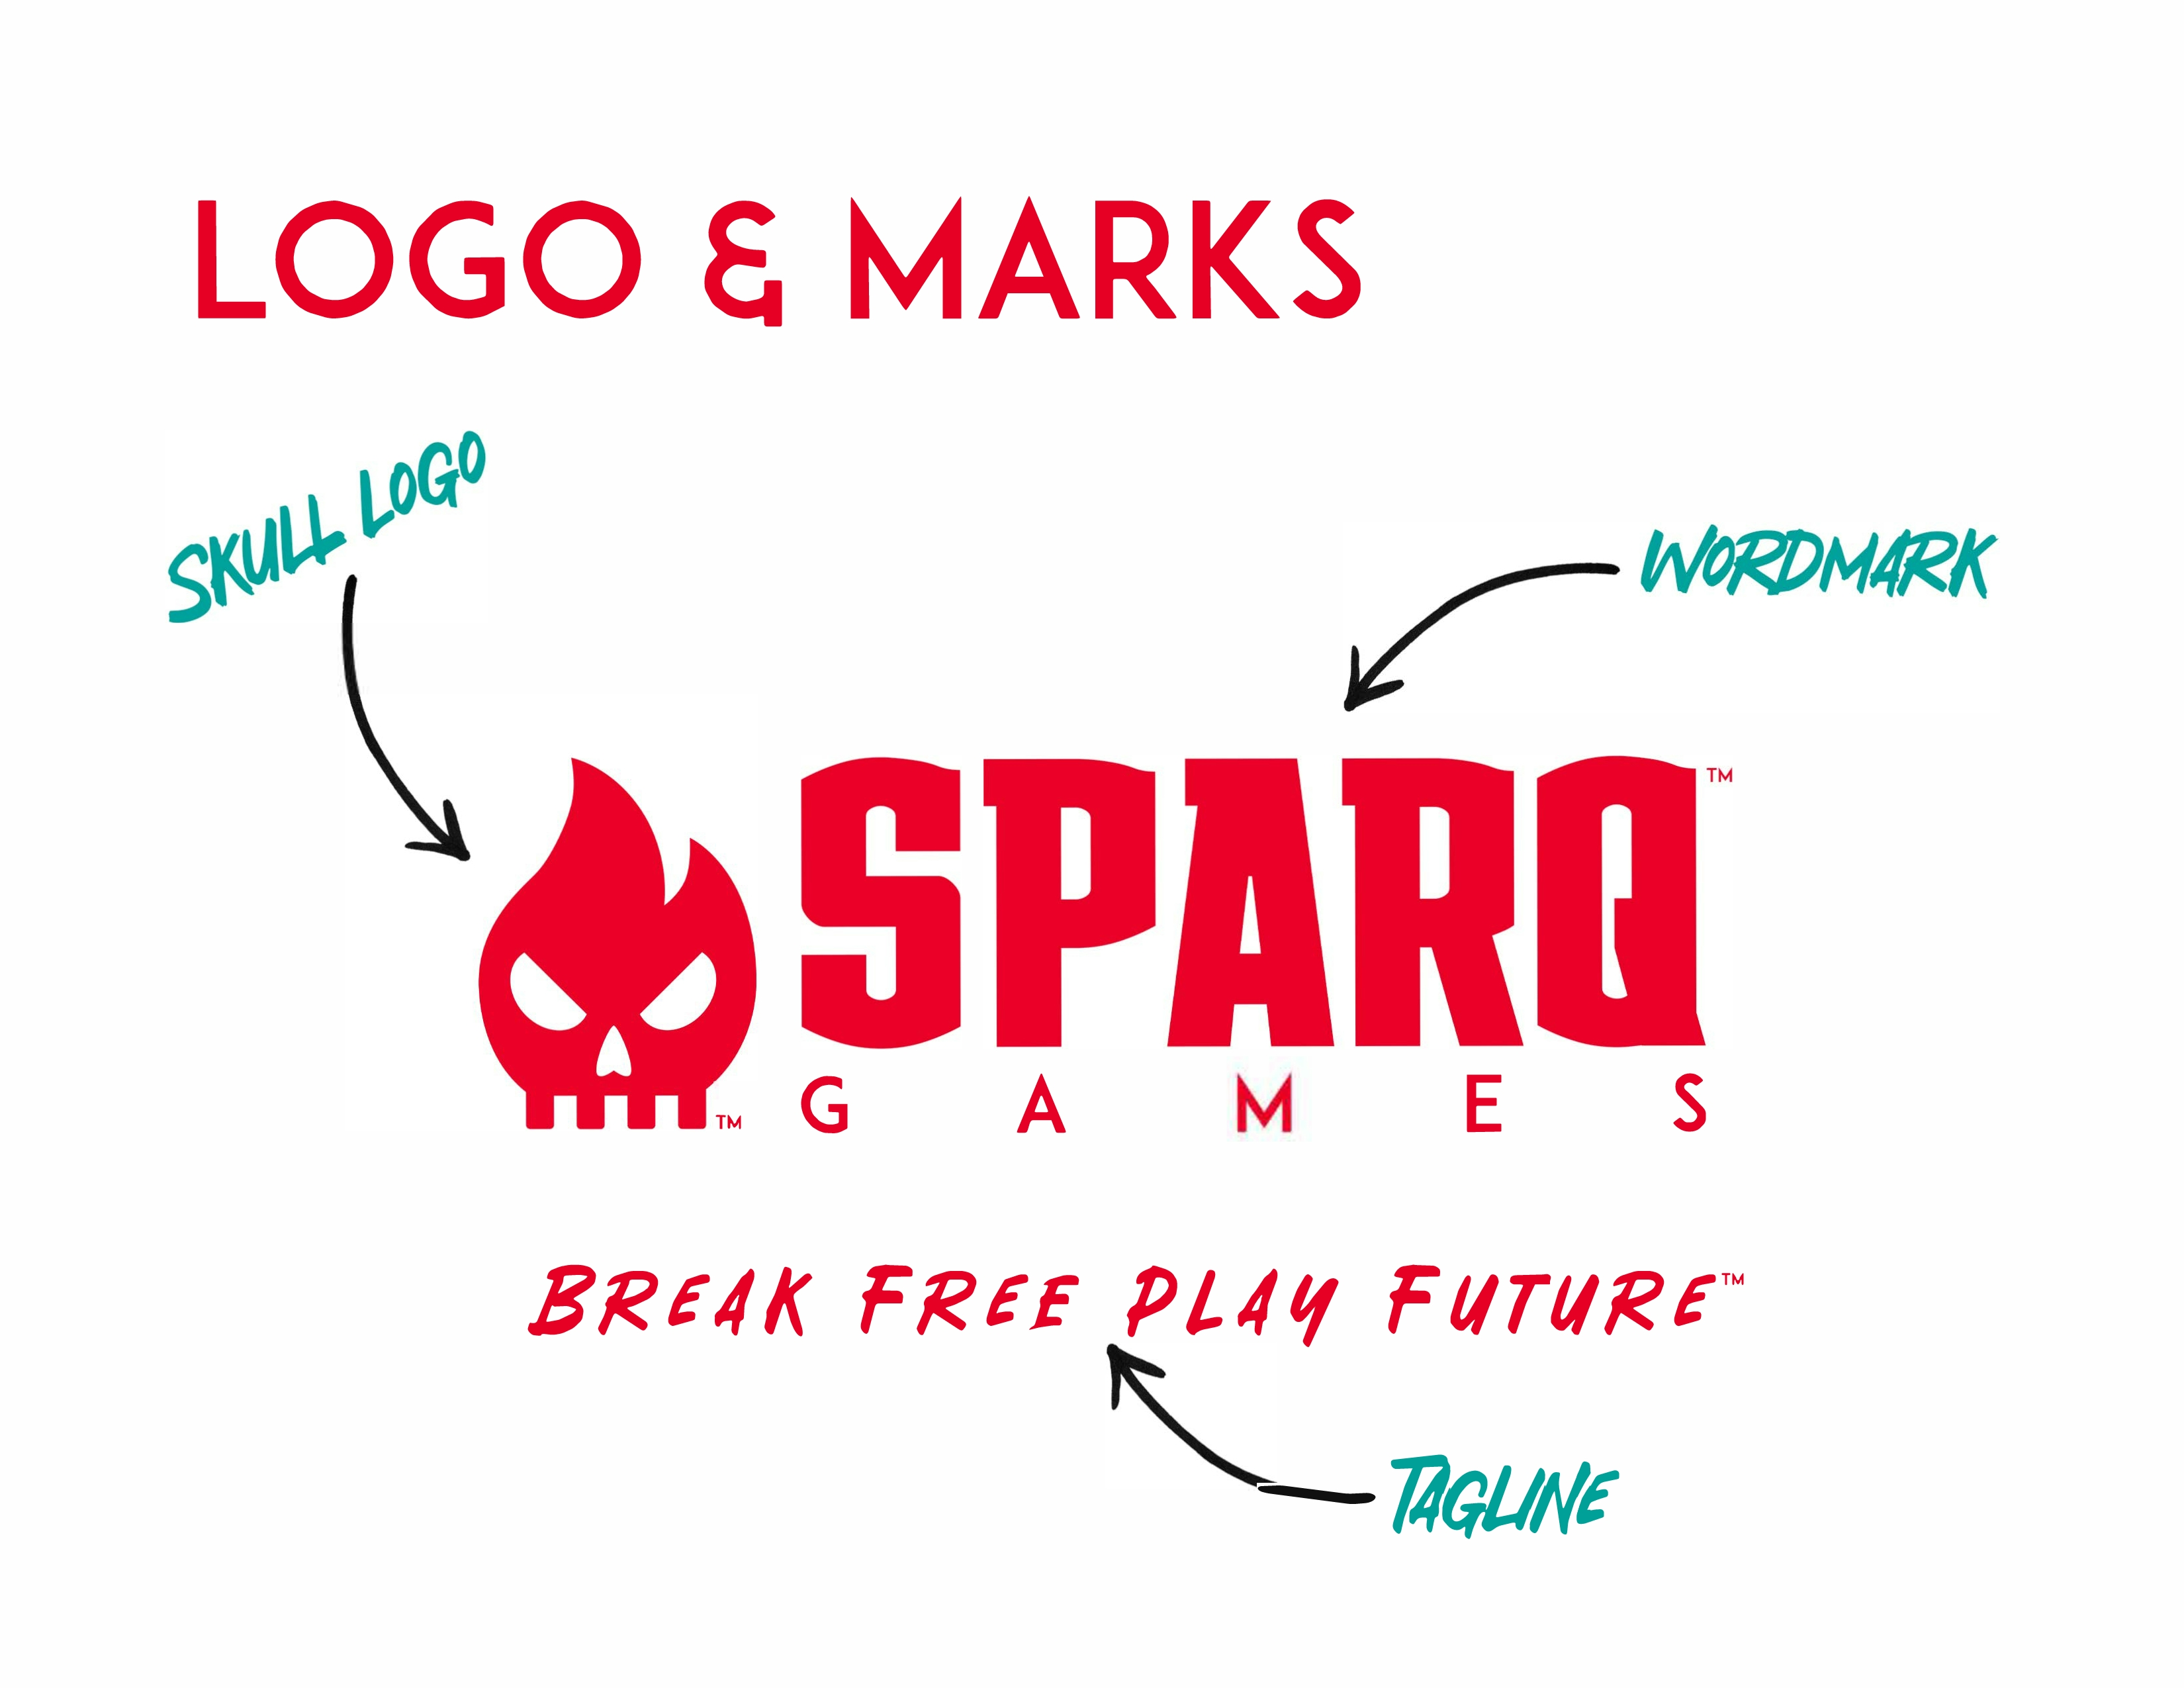 LOGO & MARKS
SKULL LOGO
WORDMARK
SPARQ™
™ GAMES
BREAK FREE PLAY FUTURE™
TAGLINE